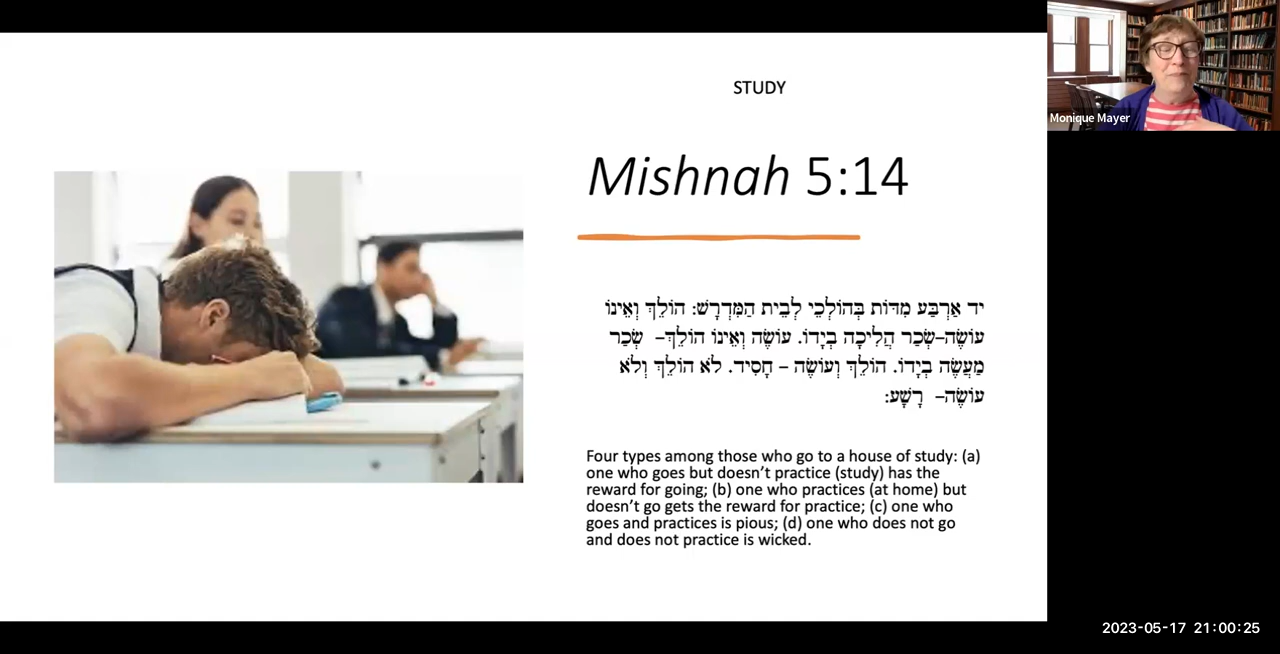 STUDY
Mishnah 5:14
יד אַרְבַּע מִדּוֹת בְּהוֹלְכֵי לְבֵית הַמִּדְרָשׁ: הוֹלֵךְ וְאֵינוֹ
עוֹשֶׂה–שְׂכַר הֲלִיכָה בְיָדוֹ. עוֹשֶׂה וְאֵינוֹ הוֹלֵךְ– שְׂכַר
מַעֲשֶׂה בְיָדוֹ. הוֹלֵךְ וְעוֹשֶׂה – חָסִיד. לֹא הוֹלֵךְ וְלֹא
עוֹשֶׂה– רָשָׁע:
Four types among those who go to a house of study: (a)
one who goes but doesn’t practice (study) has the
reward for going; (b) one who practices (at home) but
doesn’t go gets the reward for practice; (c) one who
goes and practices is pious; (d) one who does not go
and does not practice is wicked.
Monique Mayer
2023-05-17 21:00:25